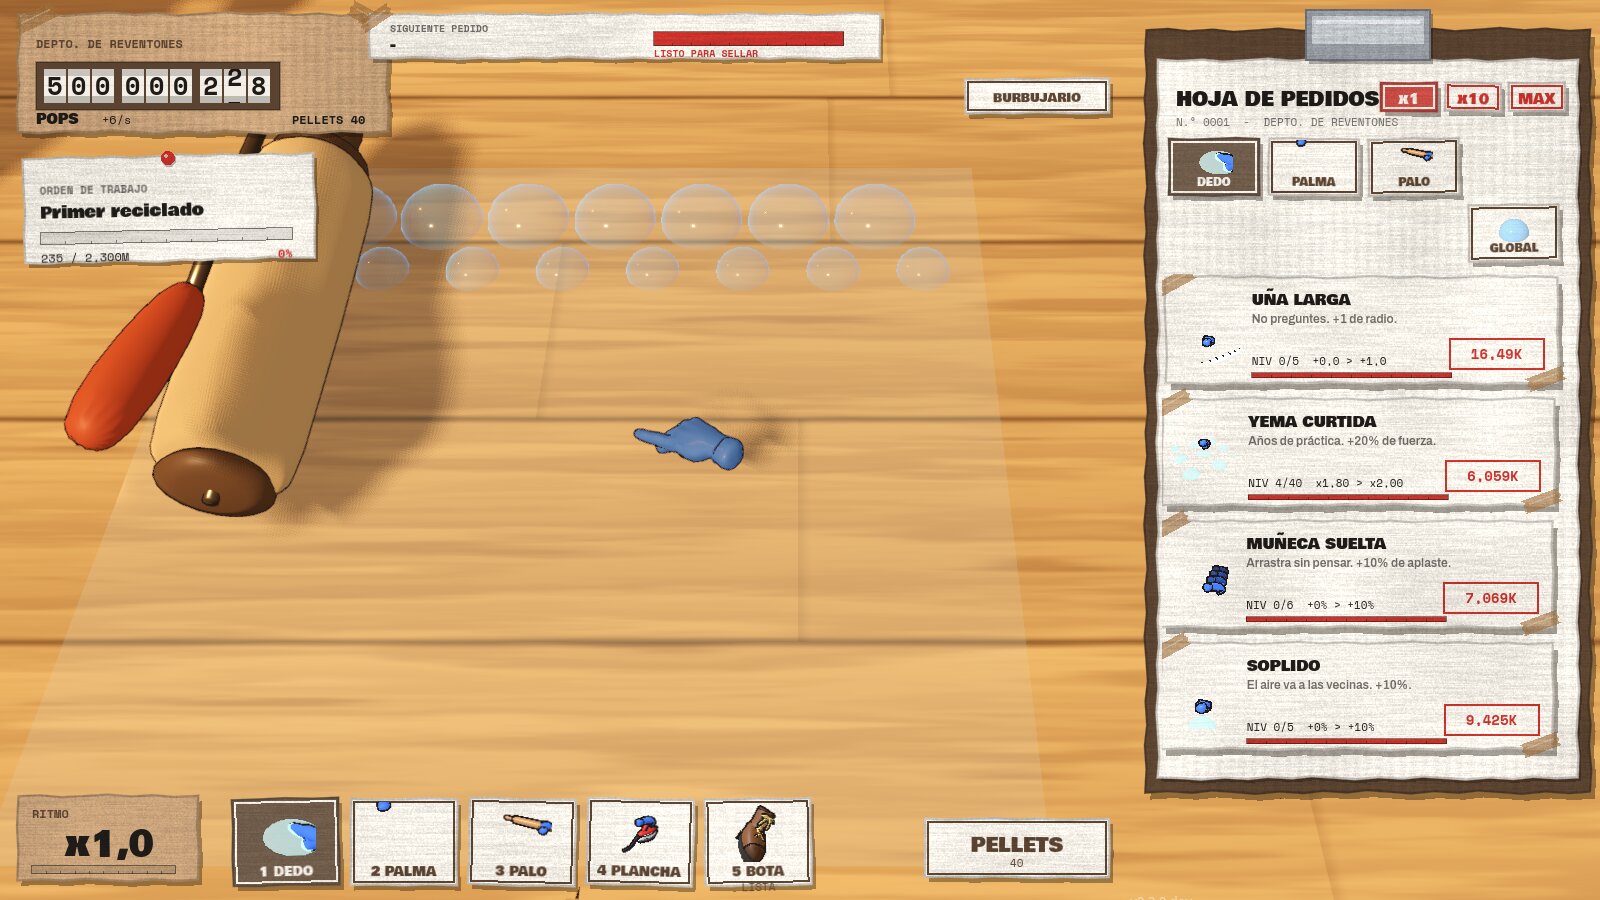 DEPTO. DE REVENTONES
500 000 228
POPS +6/s PELLETS 40
SIGUIENTE PEDIDO
-
LISTO PARA SELLAR
BURBUJARIO
ORDEN DE TRABAJO
Primer reciclado
235 / 2,300M 0%
HOJA DE PEDIDOS x1 x10 MAX
N.° 0001 - DEPTO. DE REVENTONES
DEDO PALMA PALO
GLOBAL
UÑA LARGA
No preguntes. +1 de radio.
NIV 0/5 +0,0 > +1,0 16,49K
YEMA CURTIDA
Años de práctica. +20% de fuerza.
NIV 4/40 x1,80 > x2,00 6,059K
MUÑECA SUELTA
Arrastra sin pensar. +10% de aplaste.
NIV 0/6 +0% > +10% 7,069K
SOPLIDO
El aire va a las vecinas. +10%.
NIV 0/5 +0% > +10% 9,425K
RITMO
x1,0
1 DEDO 2 PALMA 3 PALO 4 PLANCHA 5 BOTA
LISTA
PELLETS
40